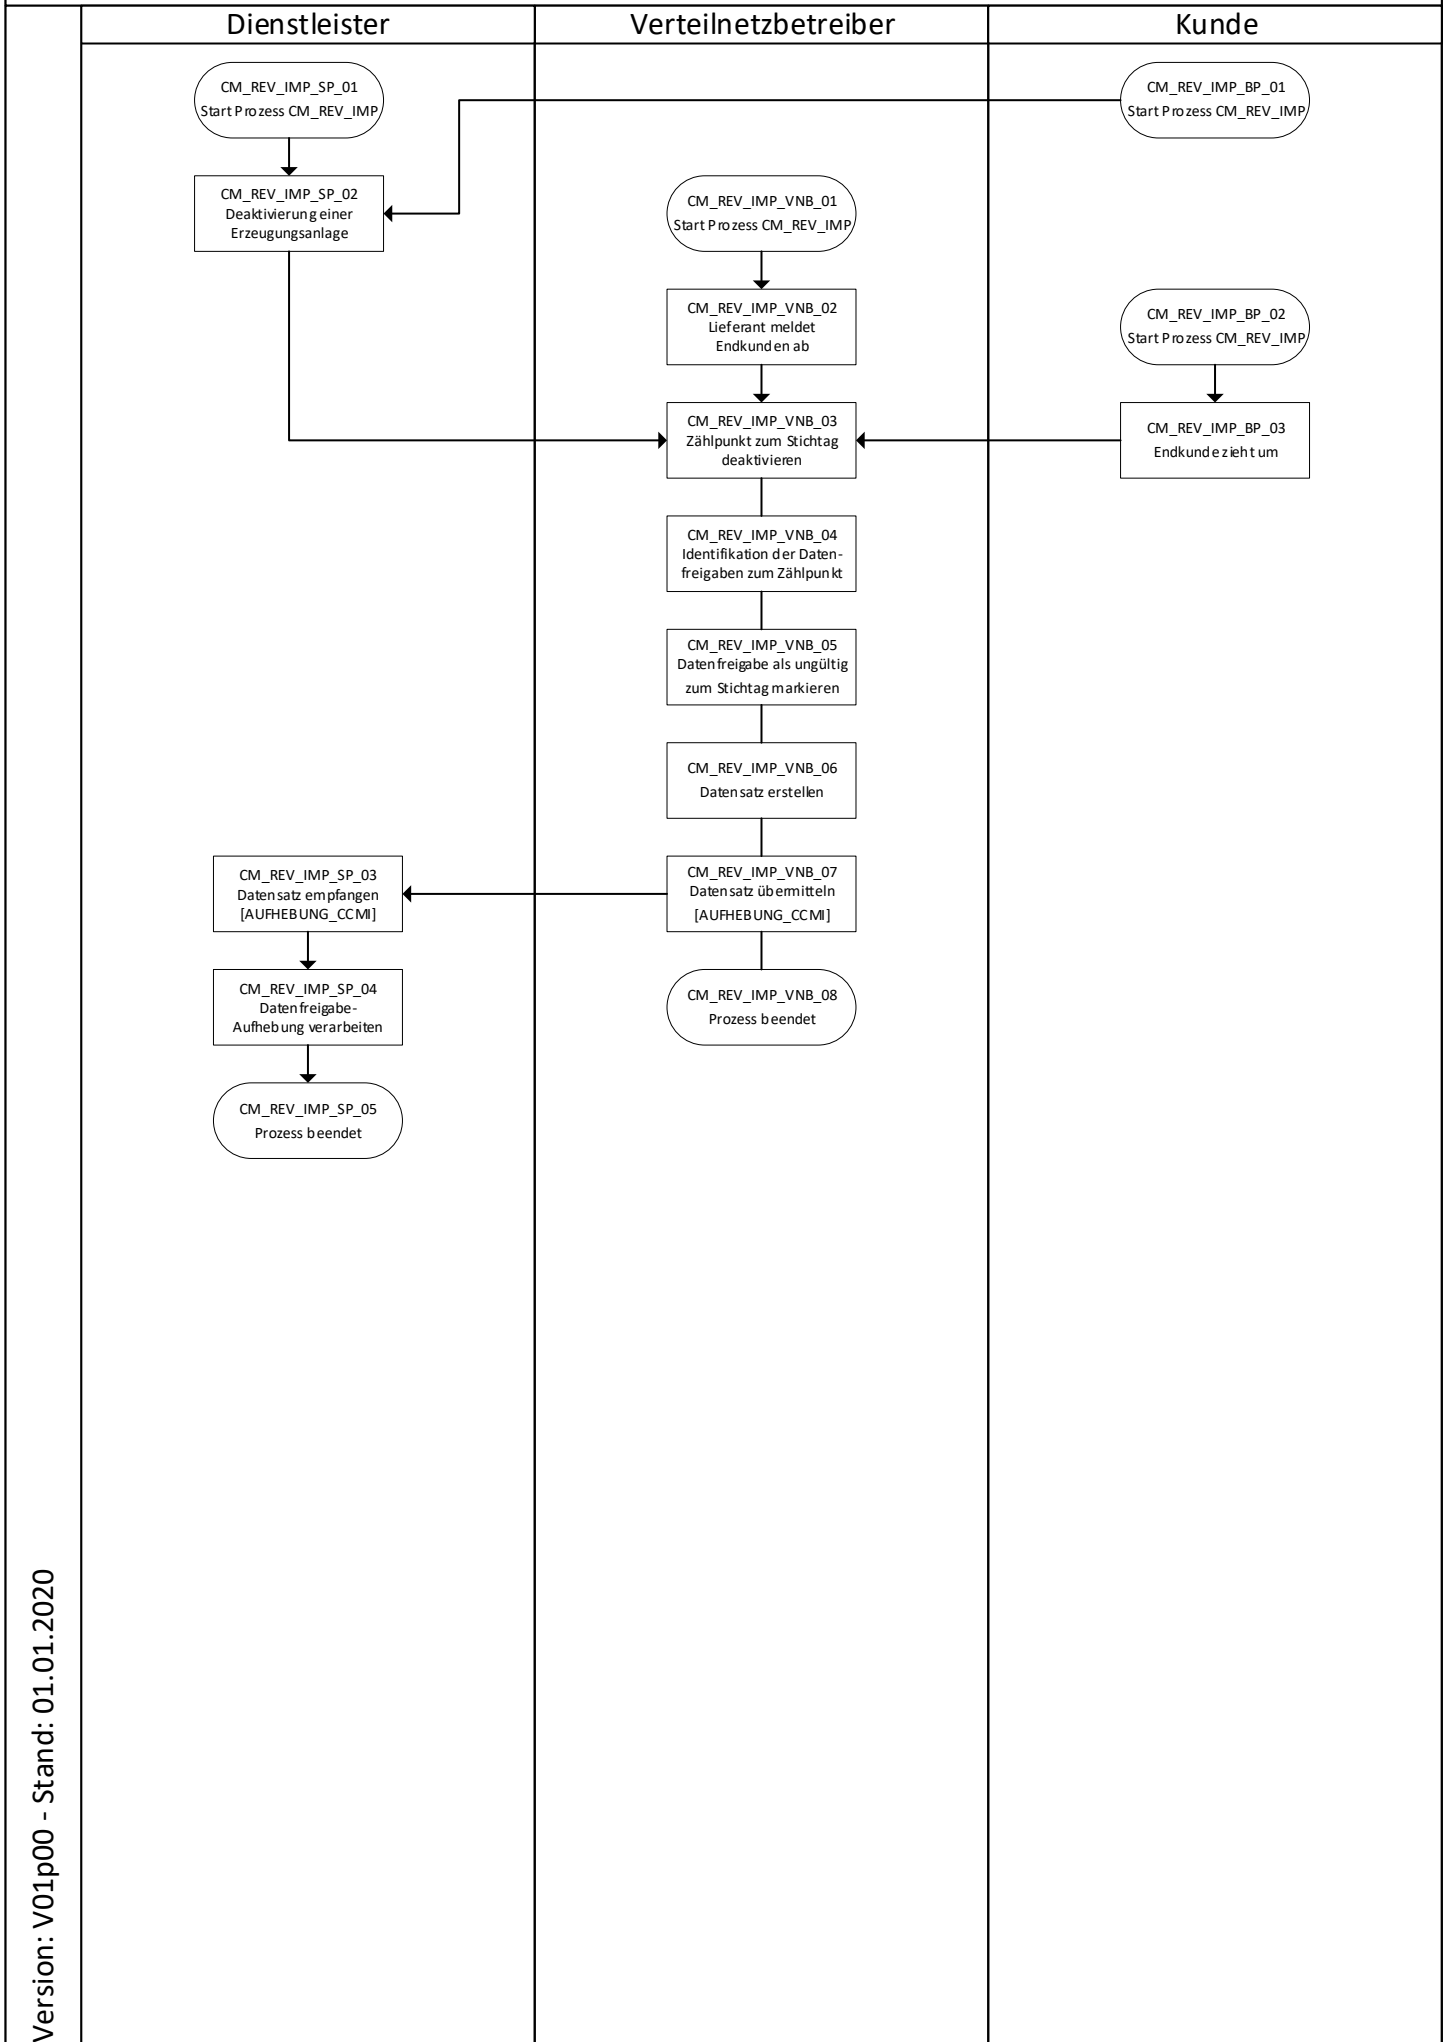 Dienstleister
Verteilnetzbetreiber
Kunde
CM_REV_IMP_SP_01
Start Prozess CM_REV_IMP
CM_REV_IMP_BP_01
Start Prozess CM_REV_IMP
CM_REV_IMP_SP_02
Deaktivierung einer
Erzeugungsanlage
CM_REV_IMP_VNB_01
Start Prozess CM_REV_IMP
CM_REV_IMP_VNB_02
Lieferant meldet
Endkunden ab
CM_REV_IMP_BP_02
Start Prozess CM_REV_IMP
CM_REV_IMP_VNB_03
Zählpunkt zum Stichtag
deaktivieren
CM_REV_IMP_BP_03
Endkunde zieht um
CM_REV_IMP_VNB_04
Identifikation der Daten-
freigaben zum Zählpunkt
CM_REV_IMP_VNB_05
Datenfreigabe als ungültig
zum Stichtag markieren
CM_REV_IMP_VNB_06
Datensatz erstellen
CM_REV_IMP_SP_03
Datensatz empfangen
[AUFHEBUNG_CCMI]
CM_REV_IMP_VNB_07
Datensatz übermitteln
[AUFHEBUNG_CCMI]
CM_REV_IMP_SP_04
Datenfreigabe-
Aufhebung verarbeiten
CM_REV_IMP_VNB_08
Prozess beendet
CM_REV_IMP_SP_05
Prozess beendet
Version: V01p00 - Stand: 01.01.2020